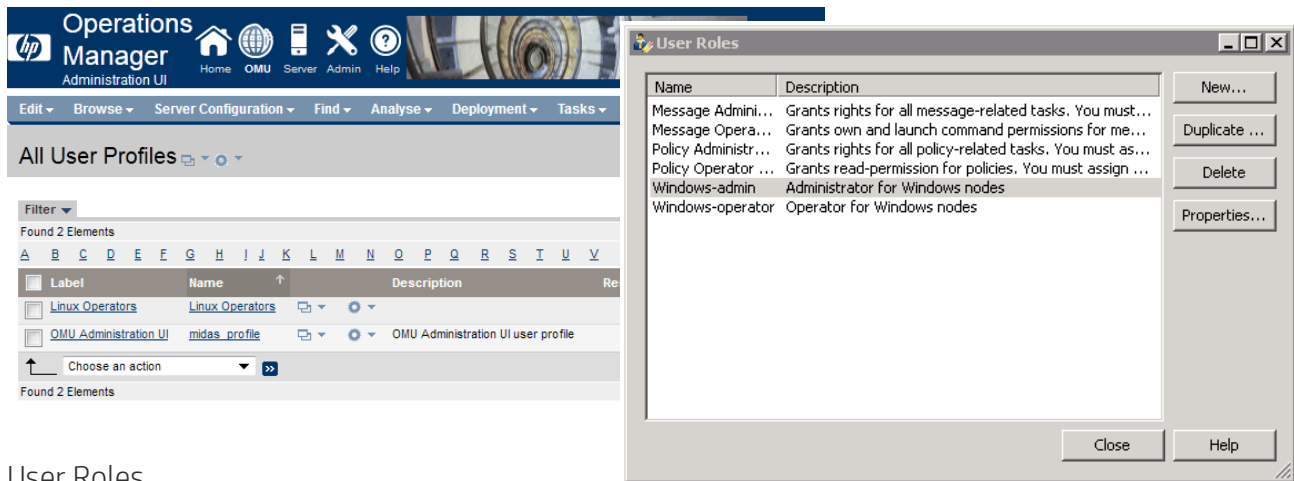 hp
Operations
Manager
Administration UI
Home OMU Server Admin Help
Edit Browse Server Configuration Find Analyse Deployment Tasks
All User Profiles
Filter
Found 2 Elements
A B C D E F G H I J K L M N O P Q R S T U V
Label Name Description Re
Linux Operators Linux Operators
OMU Administration UI midas_profile OMU Administration UI user profile
Choose an action
Found 2 Elements
User Roles
User Roles
Name Description
Message Admini... Grants rights for all message-related tasks. You must...
Message Opera... Grants own and launch command permissions for me...
Policy Administr... Grants rights for all policy-related tasks. You must as...
Policy Operator ... Grants read-permission for policies. You must assign ...
Windows-admin Administrator for Windows nodes
Windows-operator Operator for Windows nodes
New...
Duplicate ...
Delete
Properties...
Close Help